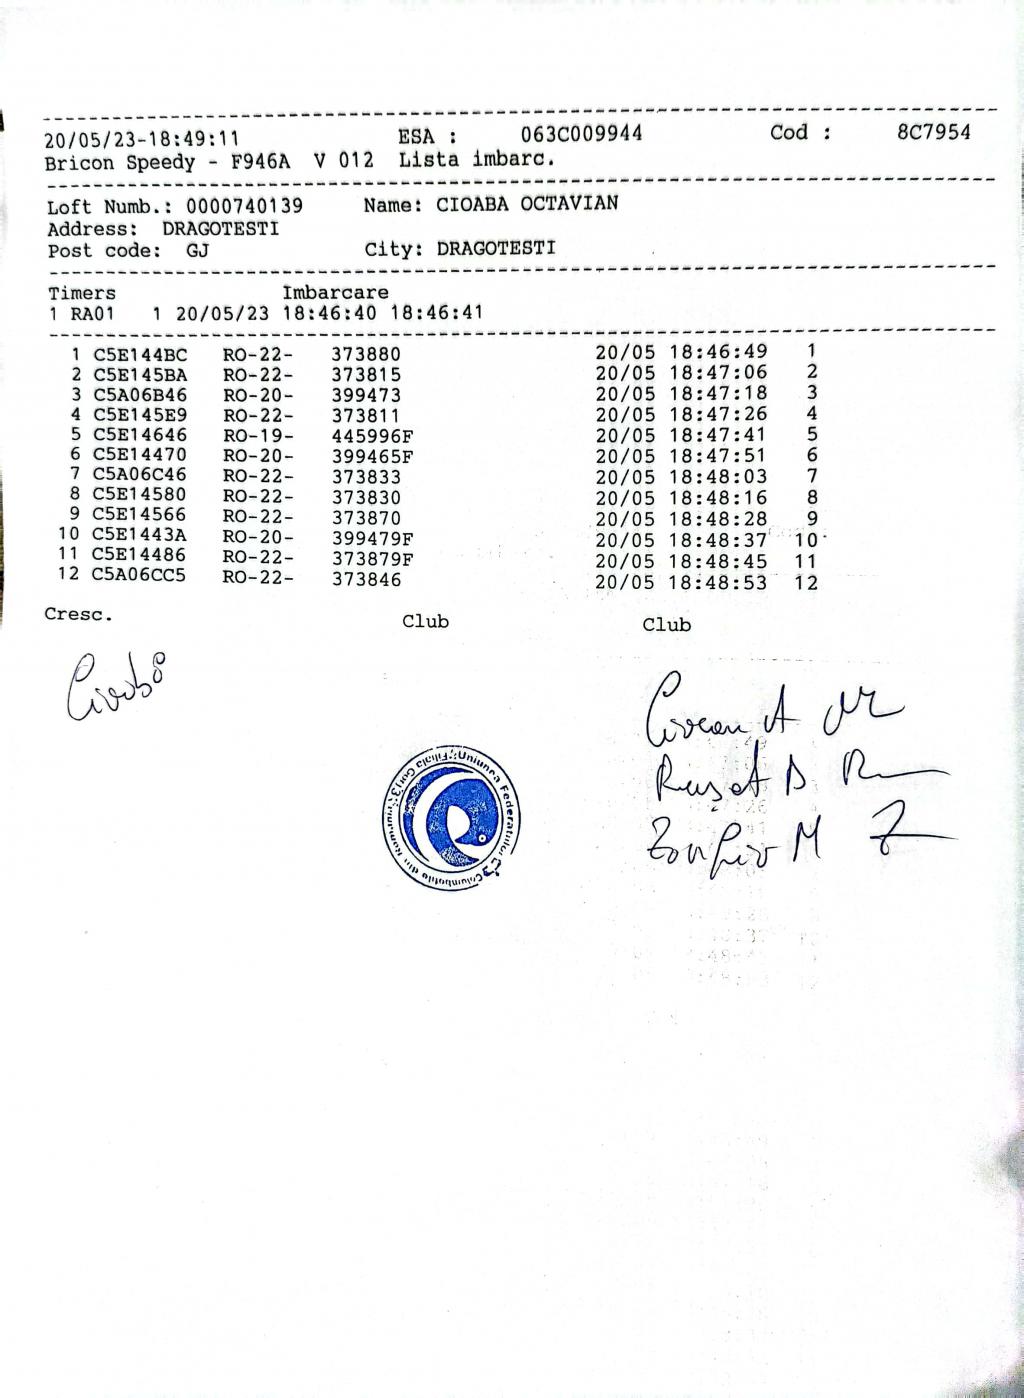 20/05/23-18:49:11 ESA : 063C009944 Cod : 8C7954
Bricon Speedy - F946A V 012 Lista imbarc.
Loft Numb.: 0000740139 Name: CIOABA OCTAVIAN
Address: DRAGOTESTI
Post code: GJ City: DRAGOTESTI
Timers Imbarcare
1 RA01 1 20/05/23 18:46:40 18:46:41
1 C5E144BC RO-22- 373880 20/05 18:46:49 1
2 C5E145BA RO-22- 373815 20/05 18:47:06 2
3 C5A06B46 RO-20- 399473 20/05 18:47:18 3
4 C5E145E9 RO-22- 373811 20/05 18:47:26 4
5 C5E14646 RO-19- 445996F 20/05 18:47:41 5
6 C5E14470 RO-20- 399465F 20/05 18:47:51 6
7 C5A06C46 RO-22- 373833 20/05 18:48:03 7
8 C5E14580 RO-22- 373830 20/05 18:48:16 8
9 C5E14566 RO-22- 373870 20/05 18:48:28 9
10 C5E1443A RO-20- 399479F 20/05 18:48:37 10
11 C5E14486 RO-22- 373879F 20/05 18:48:45 11
12 C5A06CC5 RO-22- 373846 20/05 18:48:53 12
Cresc. Club Club
Uniunea Federatiilor Columbofile din Romania Filiala Gorj